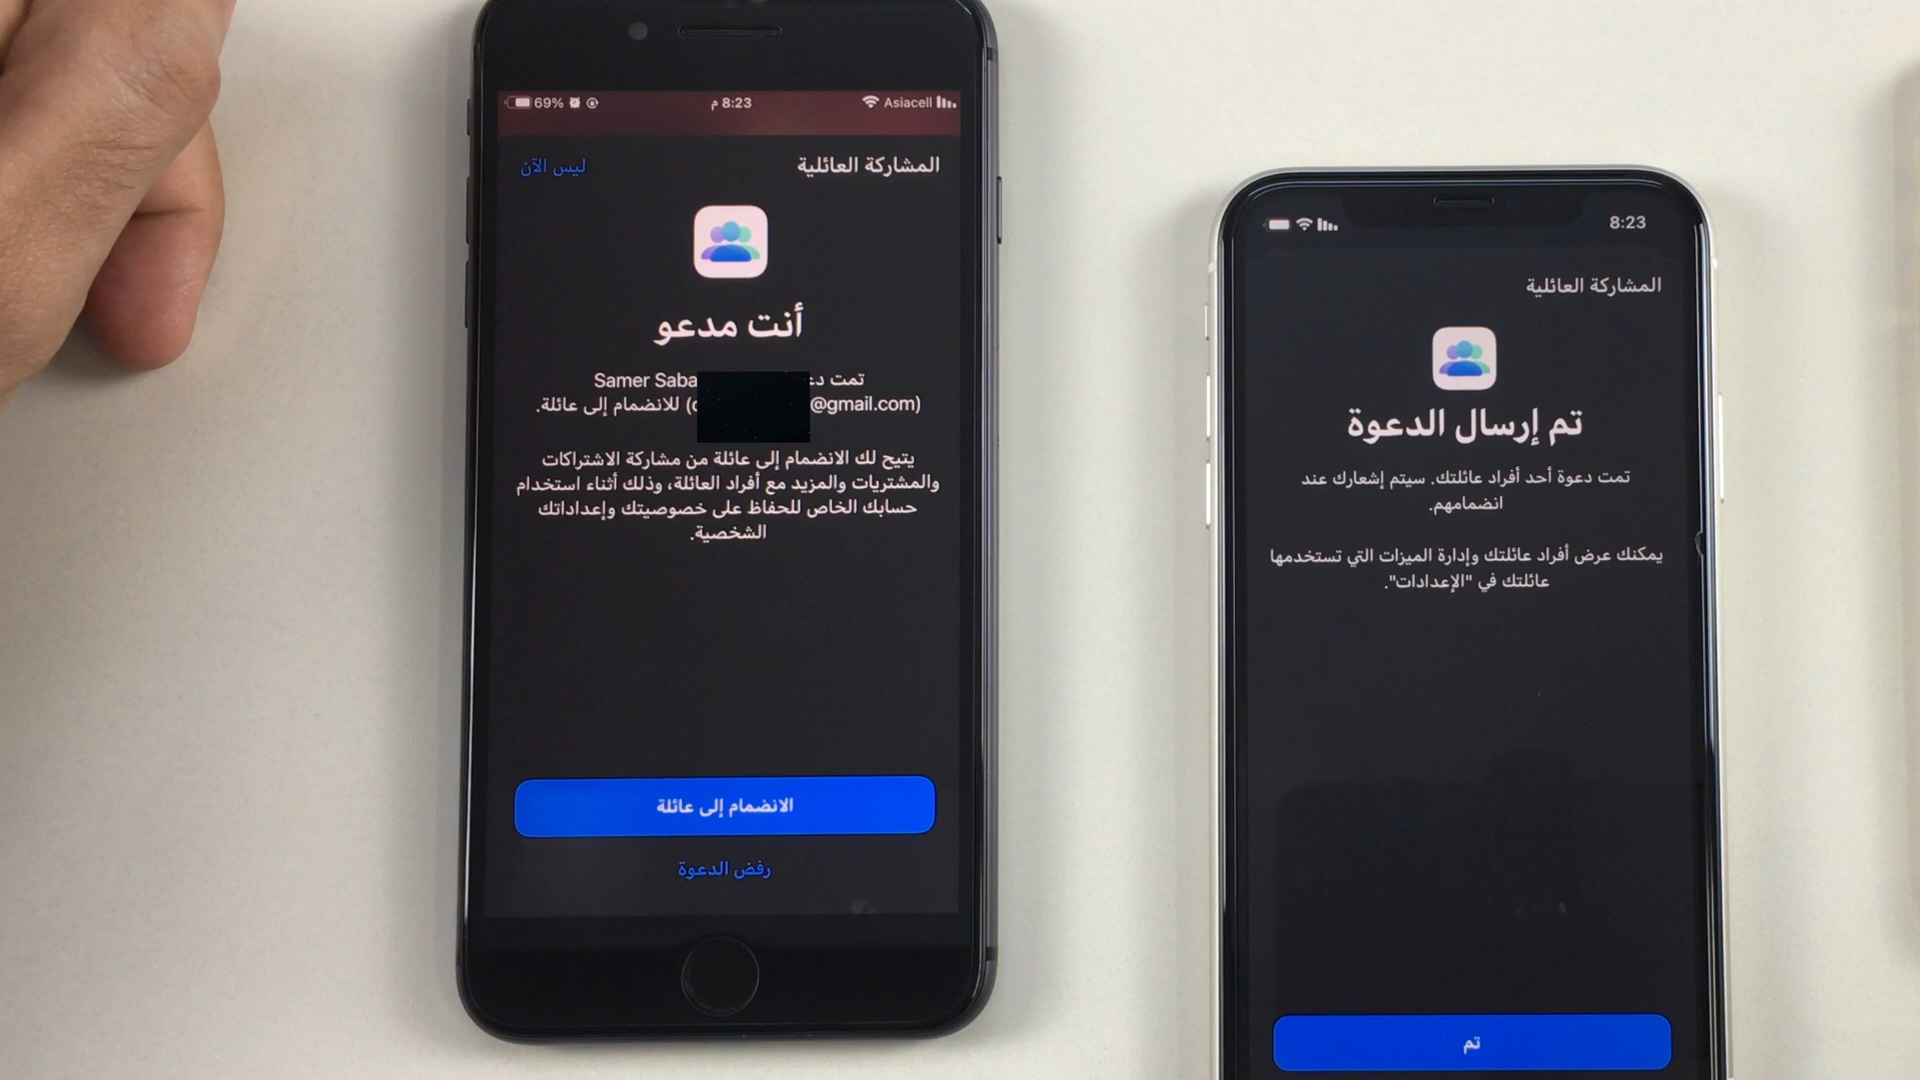 69%
8:23 م
Asiacell
المشاركة العائلية
ليس الآن
أنت مدعو
تمت Samer Saba
(@gmail.com) للانضمام إلى عائلة.
يتيح لك الانضمام إلى عائلة من مشاركة الاشتراكات
والمشتريات والمزيد مع أفراد العائلة، وذلك أثناء استخدام
حسابك الخاص للحفاظ على خصوصيتك وإعداداتك
الشخصية.
الانضمام إلى عائلة
رفض الدعوة
8:23
المشاركة العائلية
تم إرسال الدعوة
تمت دعوة أحد أفراد عائلتك. سيتم إشعارك عند
انضمامهم.
يمكنك عرض أفراد عائلتك وإدارة الميزات التي تستخدمها
عائلتك في "الإعدادات".
تم